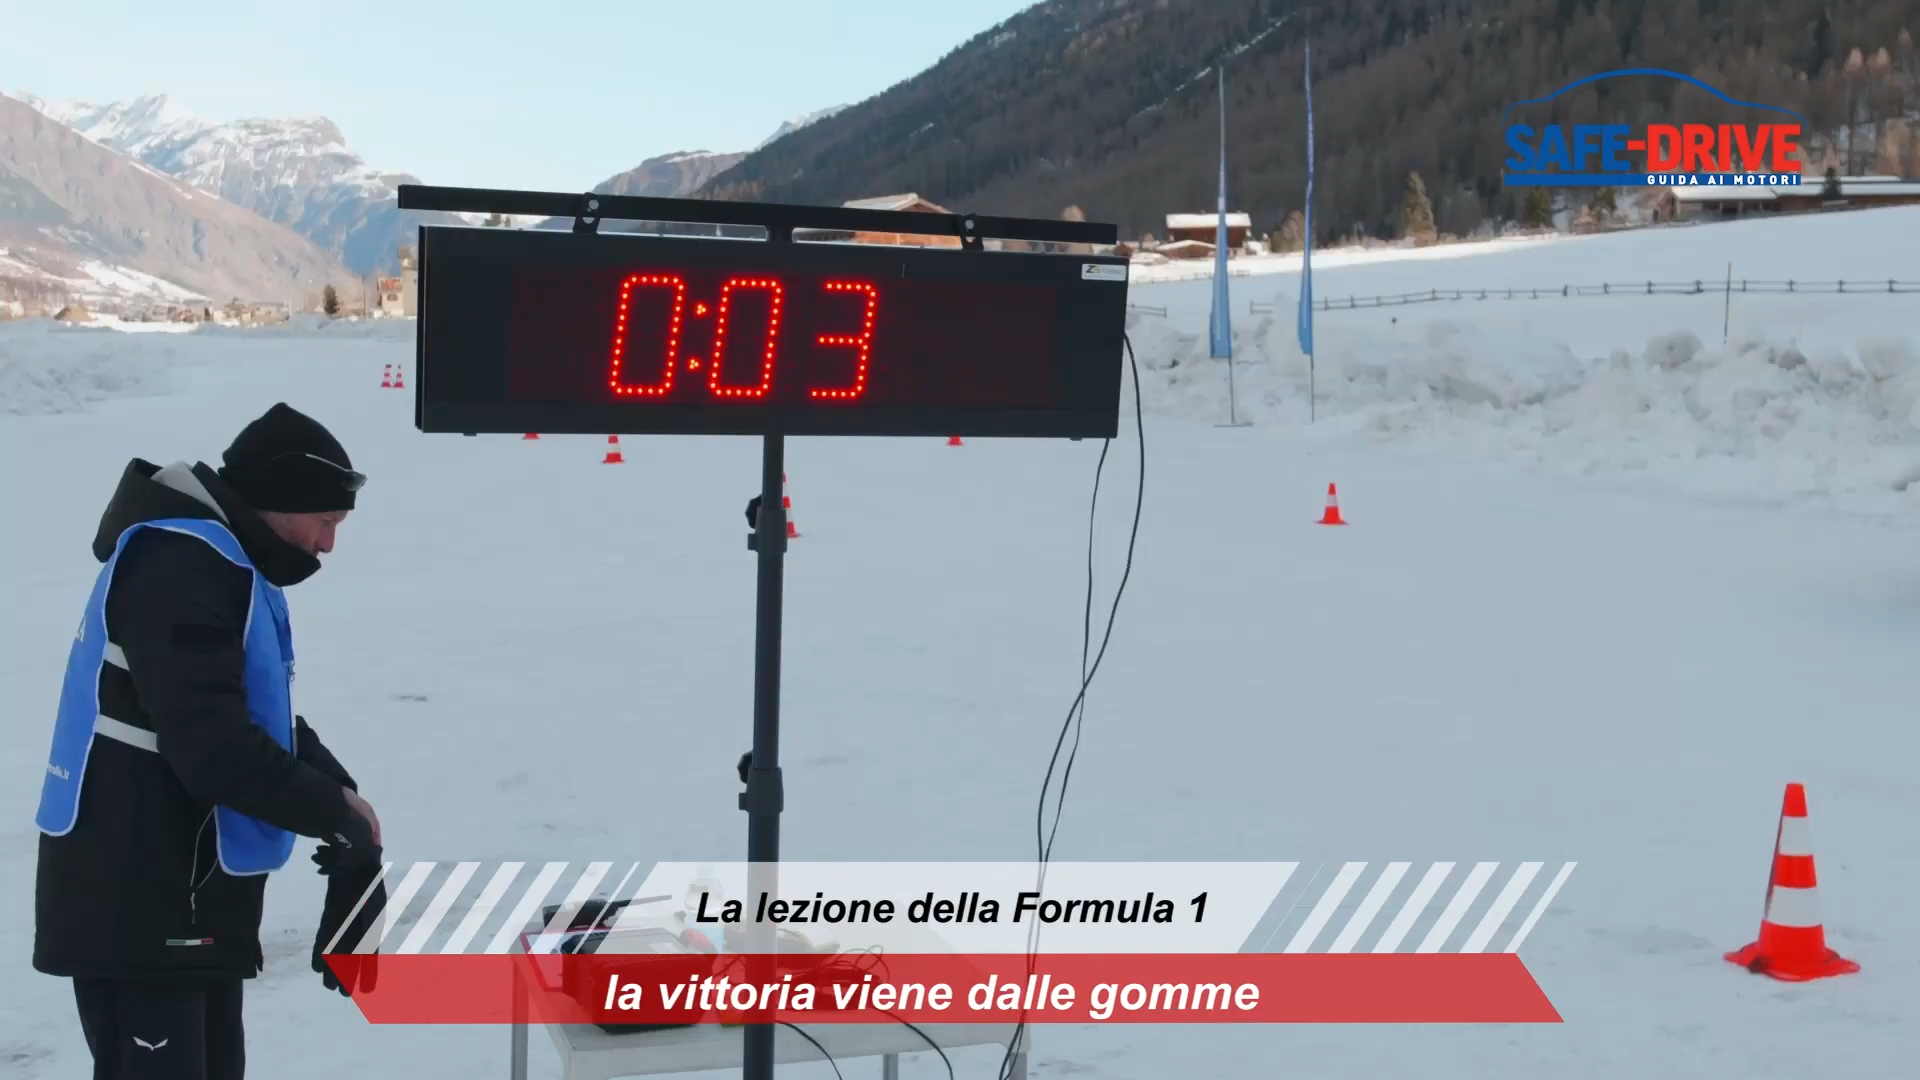 SAFE-DRIVE
GUIDA AI MOTORI
0:03
La lezione della Formula 1
la vittoria viene dalle gomme